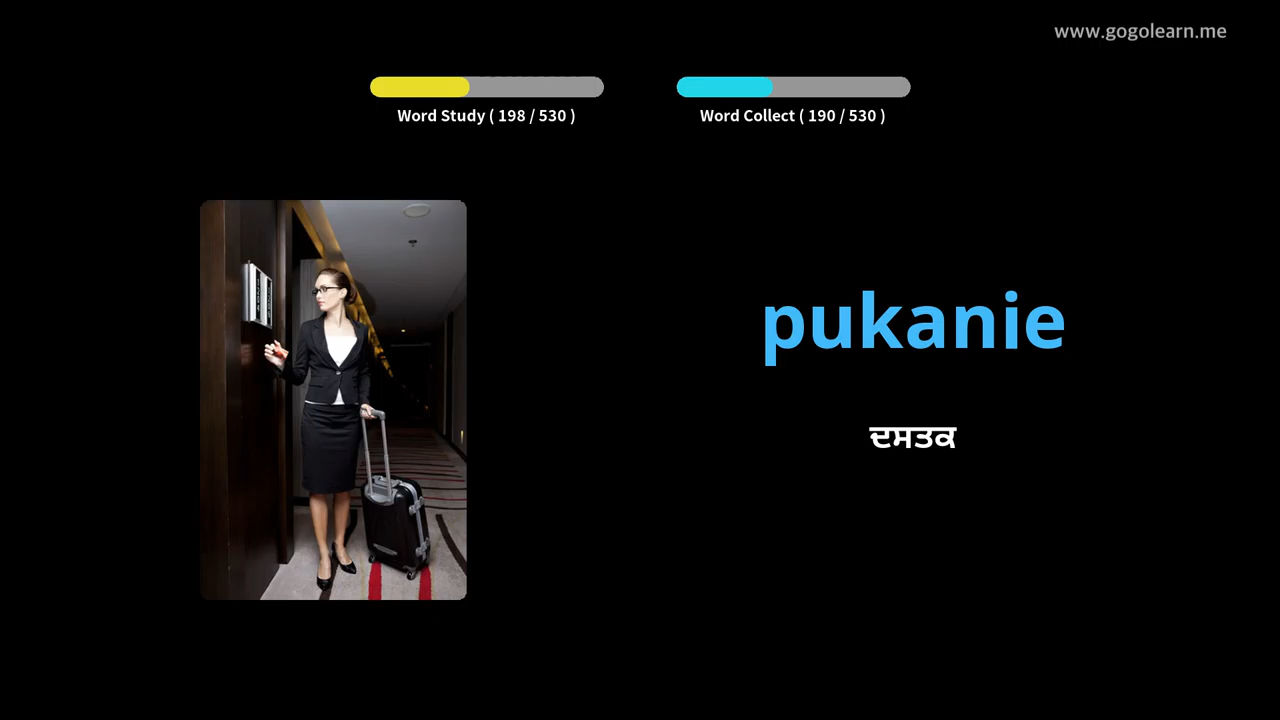 www.gogolearn.me
Word Study ( 198 / 530 )
Word Collect ( 190 / 530 )
pukanie
ਦਸਤਕ